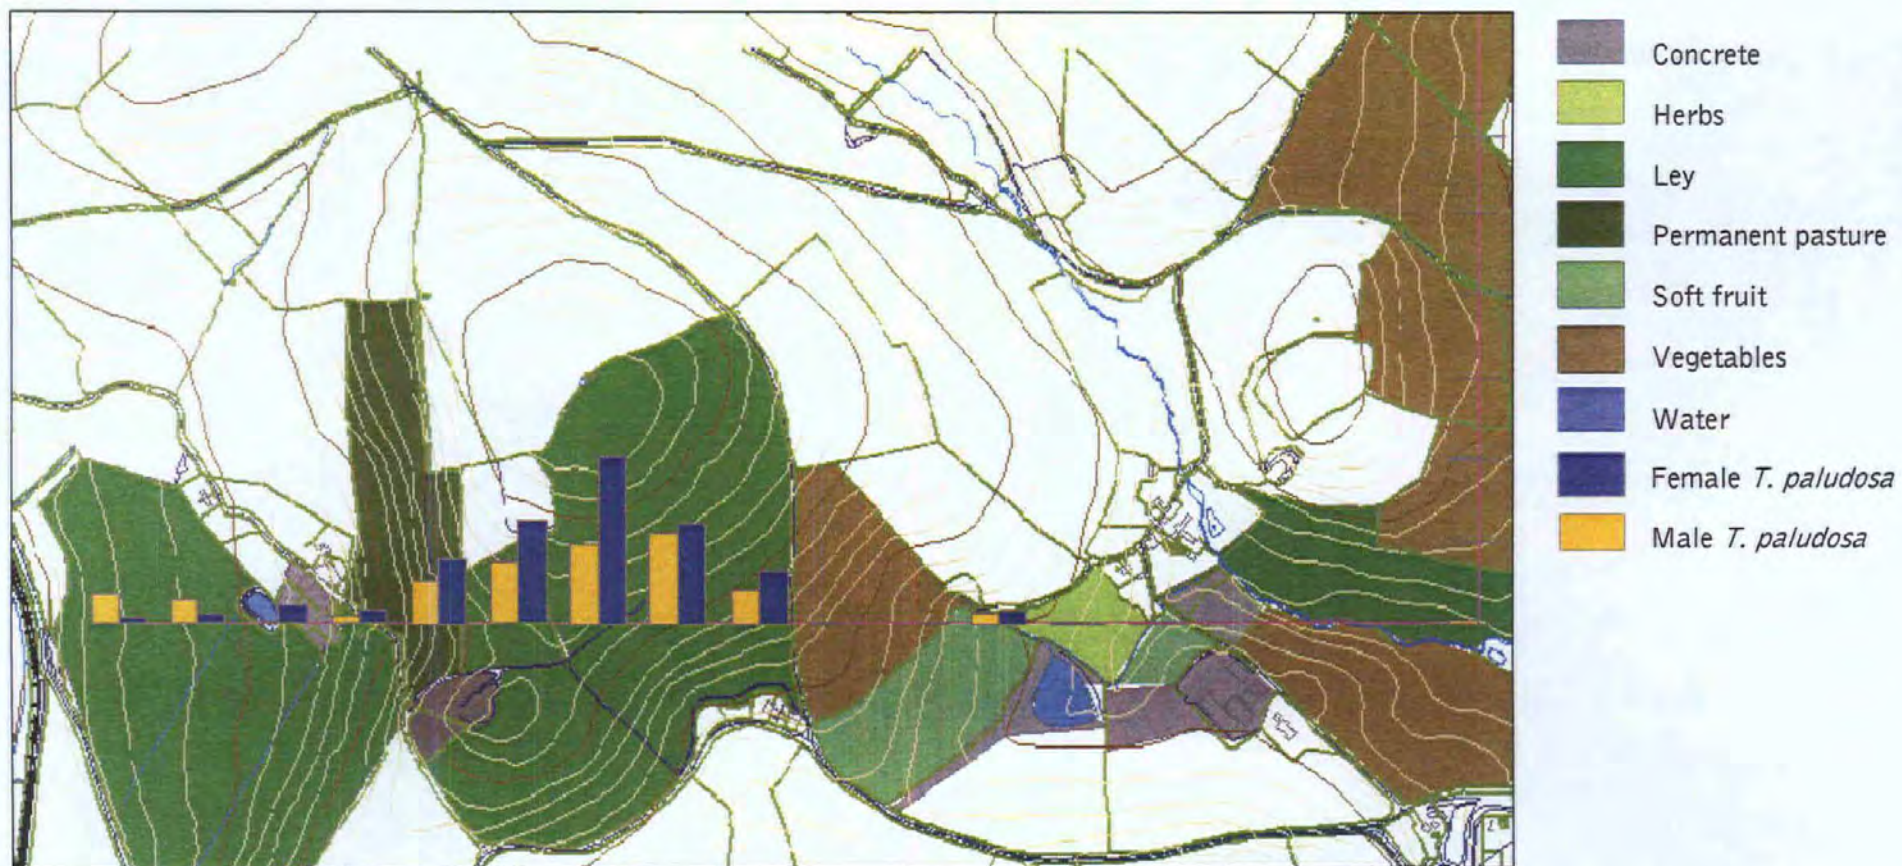 Concrete
Herbs
Ley
Permanent pasture
Soft fruit
Vegetables
Water
Female T. paludosa
Male T. paludosa